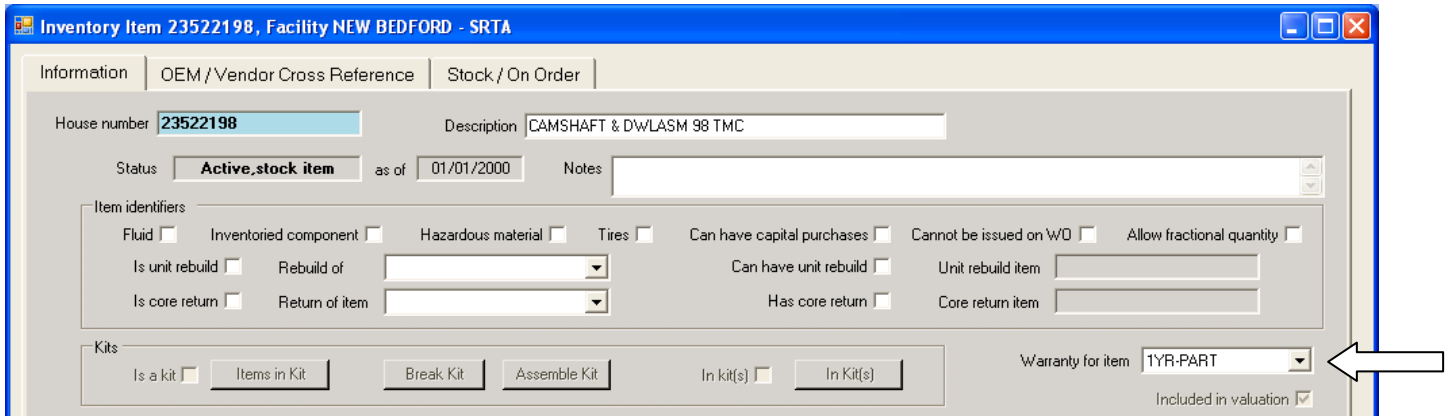 Inventory Item 23522198, Facility NEW BEDFORD - SRTA
Information OEM / Vendor Cross Reference Stock / On Order
House number 23522198 Description CAMSHAFT & DWLASM 98 TMC
Status Active,stock item as of 01/01/2000 Notes
Item identifiers
Fluid Inventoried component Hazardous material Tires Can have capital purchases Cannot be issued on WO Allow fractional quantity
Is unit rebuild Rebuild of Can have unit rebuild Unit rebuild item
Is core return Return of item Has core return Core return item
Kits
Is a kit Items in Kit Break Kit Assemble Kit In kit(s) In Kit(s)
Warranty for item 1YR-PART
Included in valuation